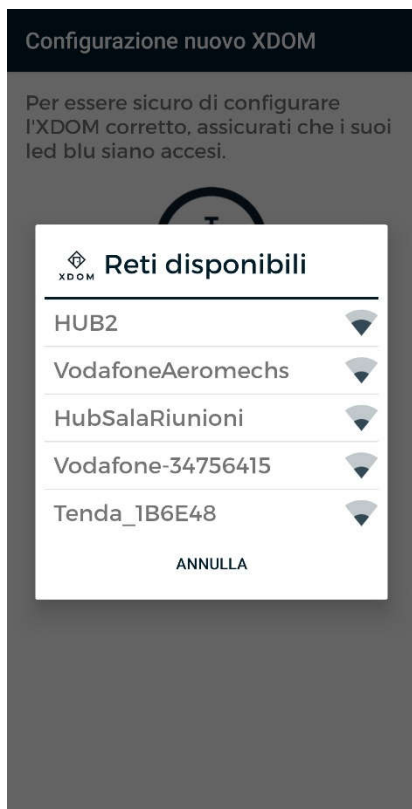 Configurazione nuovo XDOM
Per essere sicuro di configurare
l'XDOM corretto, assicurati che i suoi
led blu siano accesi.
XDOM Reti disponibili
HUB2
VodafoneAeromechs
HubSalaRiunioni
Vodafone-34756415
Tenda_1B6E48
ANNULLA